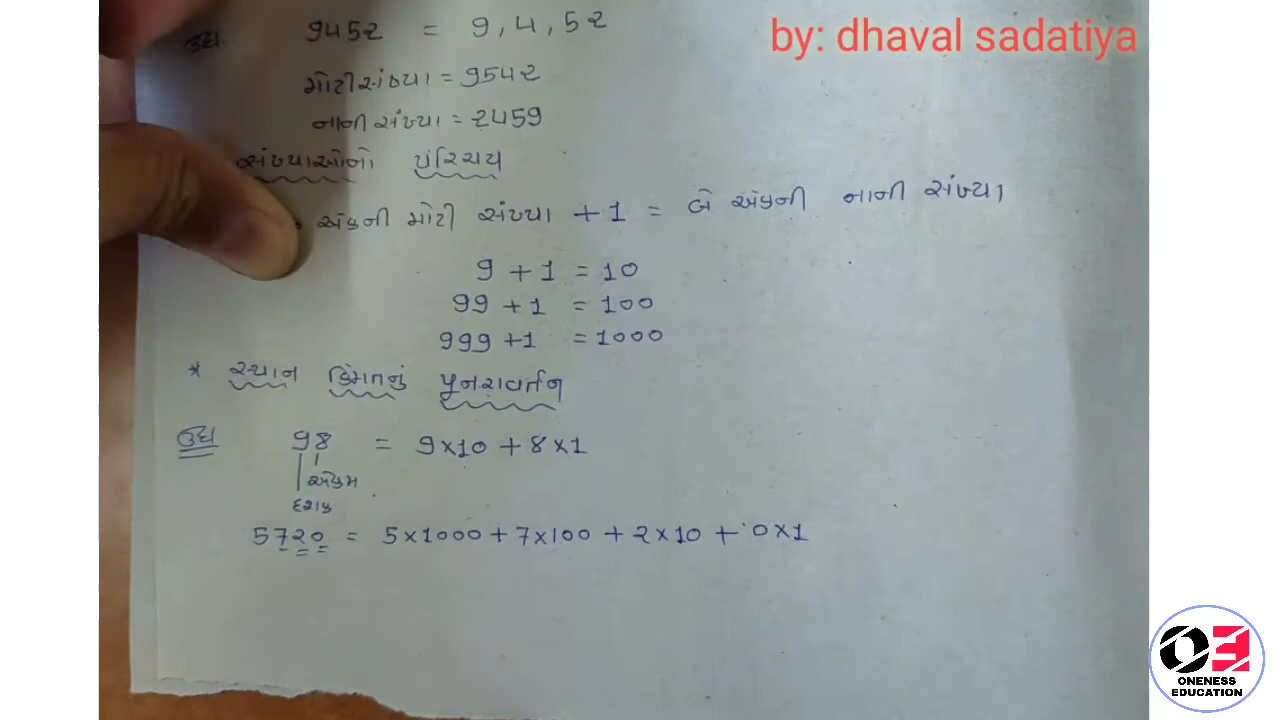 ઉદા. 9452 = 9, 4, 5 2
by: dhaval sadatiya
મોટી સંખ્યા = 9542
નાની સંખ્યા = 2459
સંખ્યાઓનો પરિચય
અંકની મોટી સંખ્યા + 1 = બે અંકની નાની સંખ્યા
9 + 1 = 10
99 + 1 = 100
999 + 1 = 1000
* સ્થાન કિંમતનું પૂનરાવર્તન
ઉદા 98 = 9 × 10 + 8 × 1
એકમ
દશક
5720 = 5 × 1000 + 7 × 100 + 2 × 10 + 0 × 1
OE
ONENESS
EDUCATION